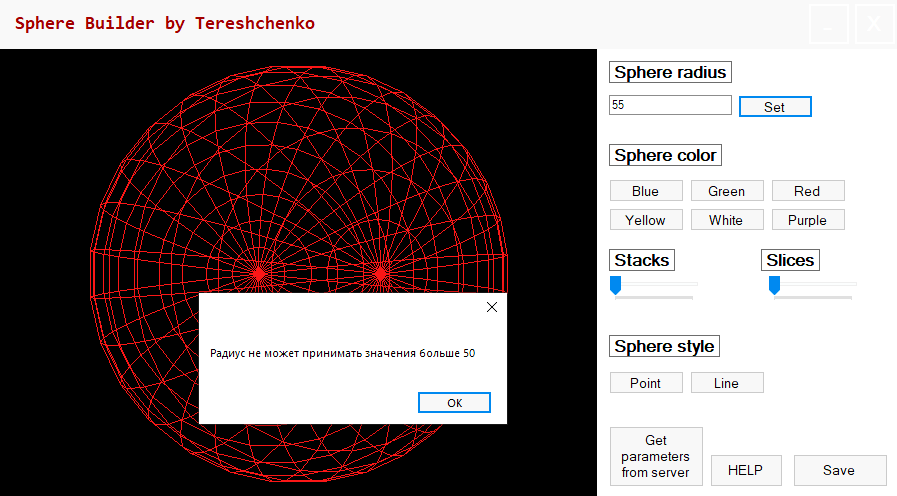 Sphere Builder by Tereshchenko
X
Sphere radius
55
Set
Sphere color
Blue
Green
Red
Yellow
White
Purple
Stacks
Slices
Радиус не может принимать значения больше 50
OK
Sphere style
Point
Line
Get
parameters
from server
HELP
Save